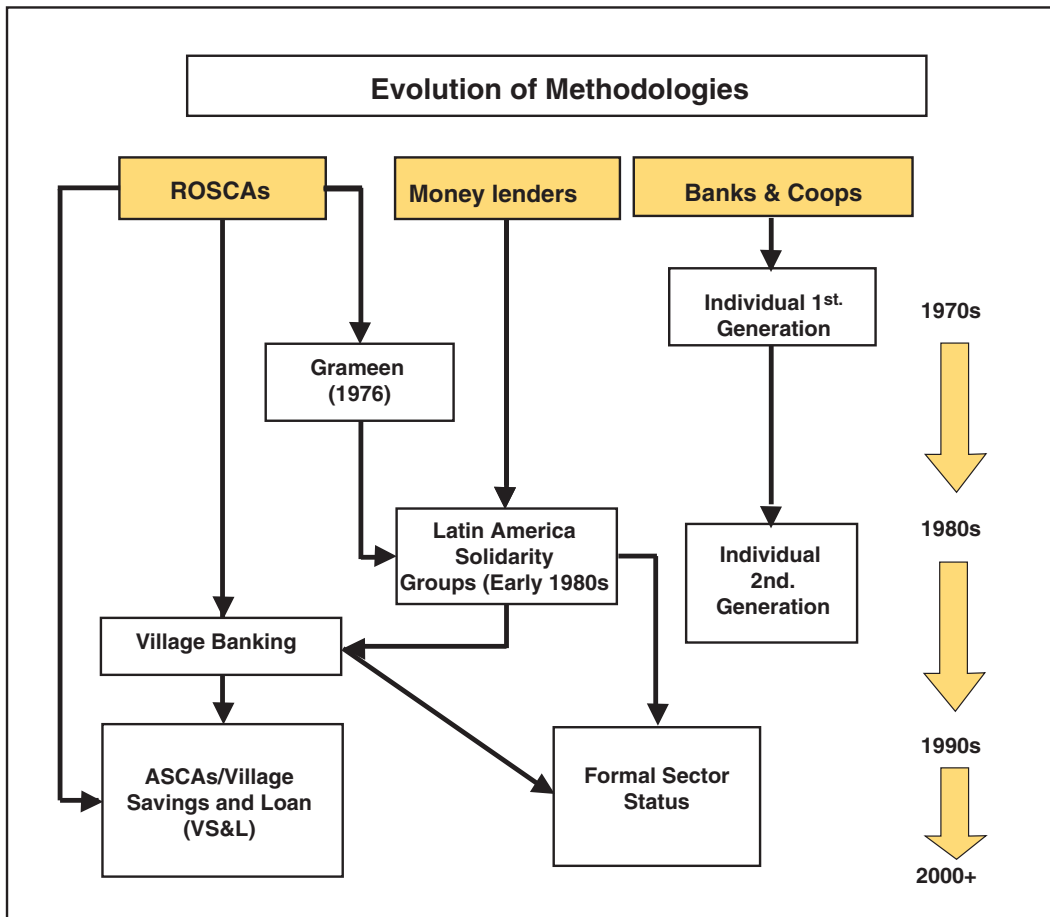 Evolution of Methodologies
ROSCAs
Money lenders
Banks & Coops
Individual 1st.
Generation
1970s
Grameen
(1976)
Latin America
Solidarity
Groups (Early 1980s
Individual
2nd.
Generation
1980s
Village Banking
1990s
ASCAs/Village
Savings and Loan
(VS&L)
Formal Sector
Status
2000+